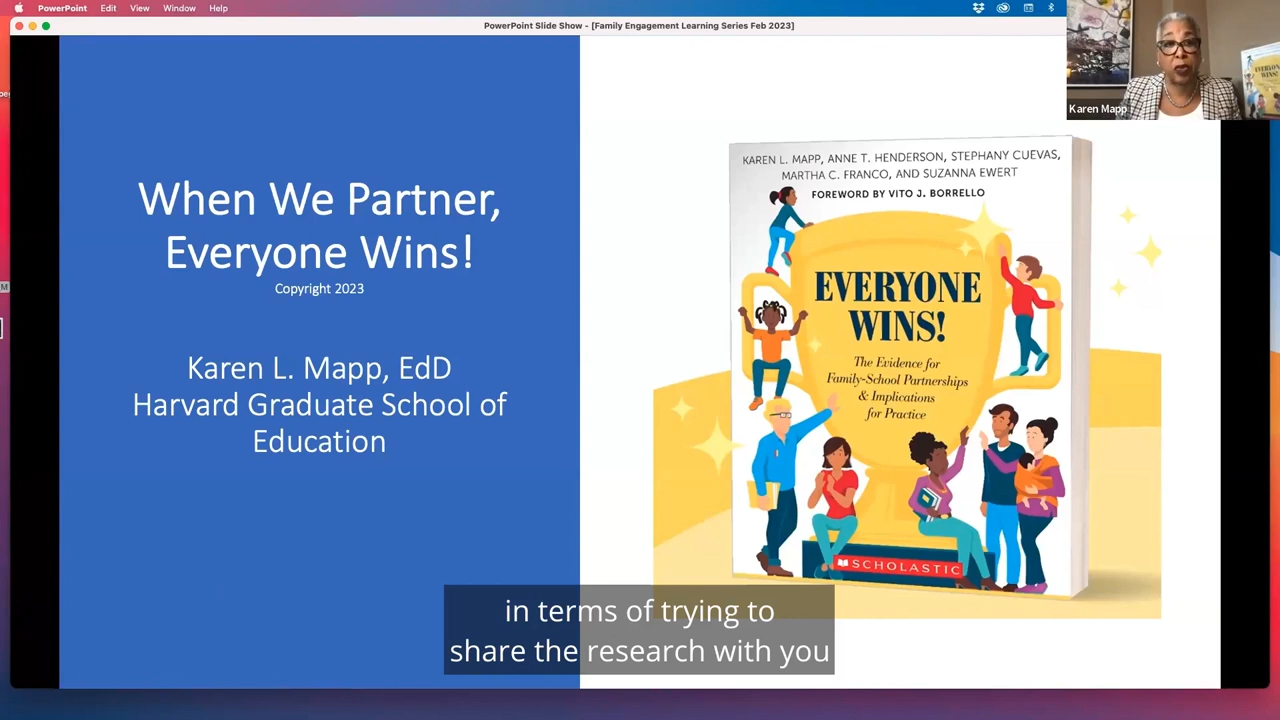 PowerPoint Edit View Window Help
PowerPoint Slide Show - [Family Engagement Learning Series Feb 2023]
Karen Mapp
EVERYONE
WINS!
When We Partner,
Everyone Wins!
Copyright 2023
Karen L. Mapp, EdD
Harvard Graduate School of
Education
KAREN L. MAPP, ANNE T. HENDERSON, STEPHANY CUEVAS,
MARTHA C. FRANCO, AND SUZANNA EWERT
FOREWORD BY VITO J. BORRELLO
EVERYONE
WINS!
The Evidence for
Family-School Partnerships
& Implications
for Practice
SCHOLASTIC
in terms of trying to
share the research with you